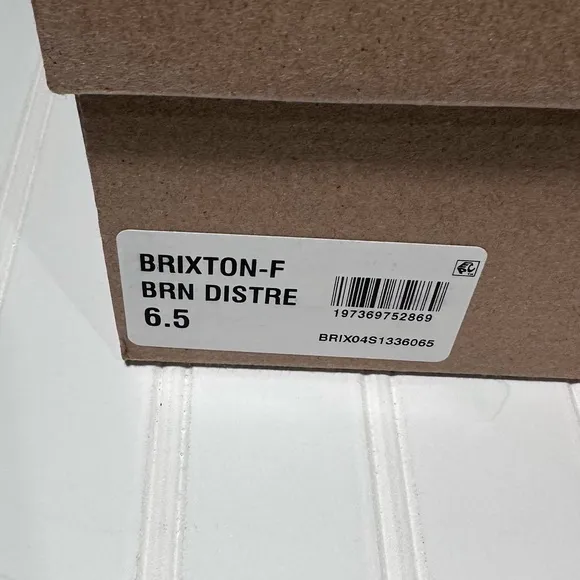 BRIXTON-F
BRN DISTRE
6.5
197369752869
BRIX04S1336065